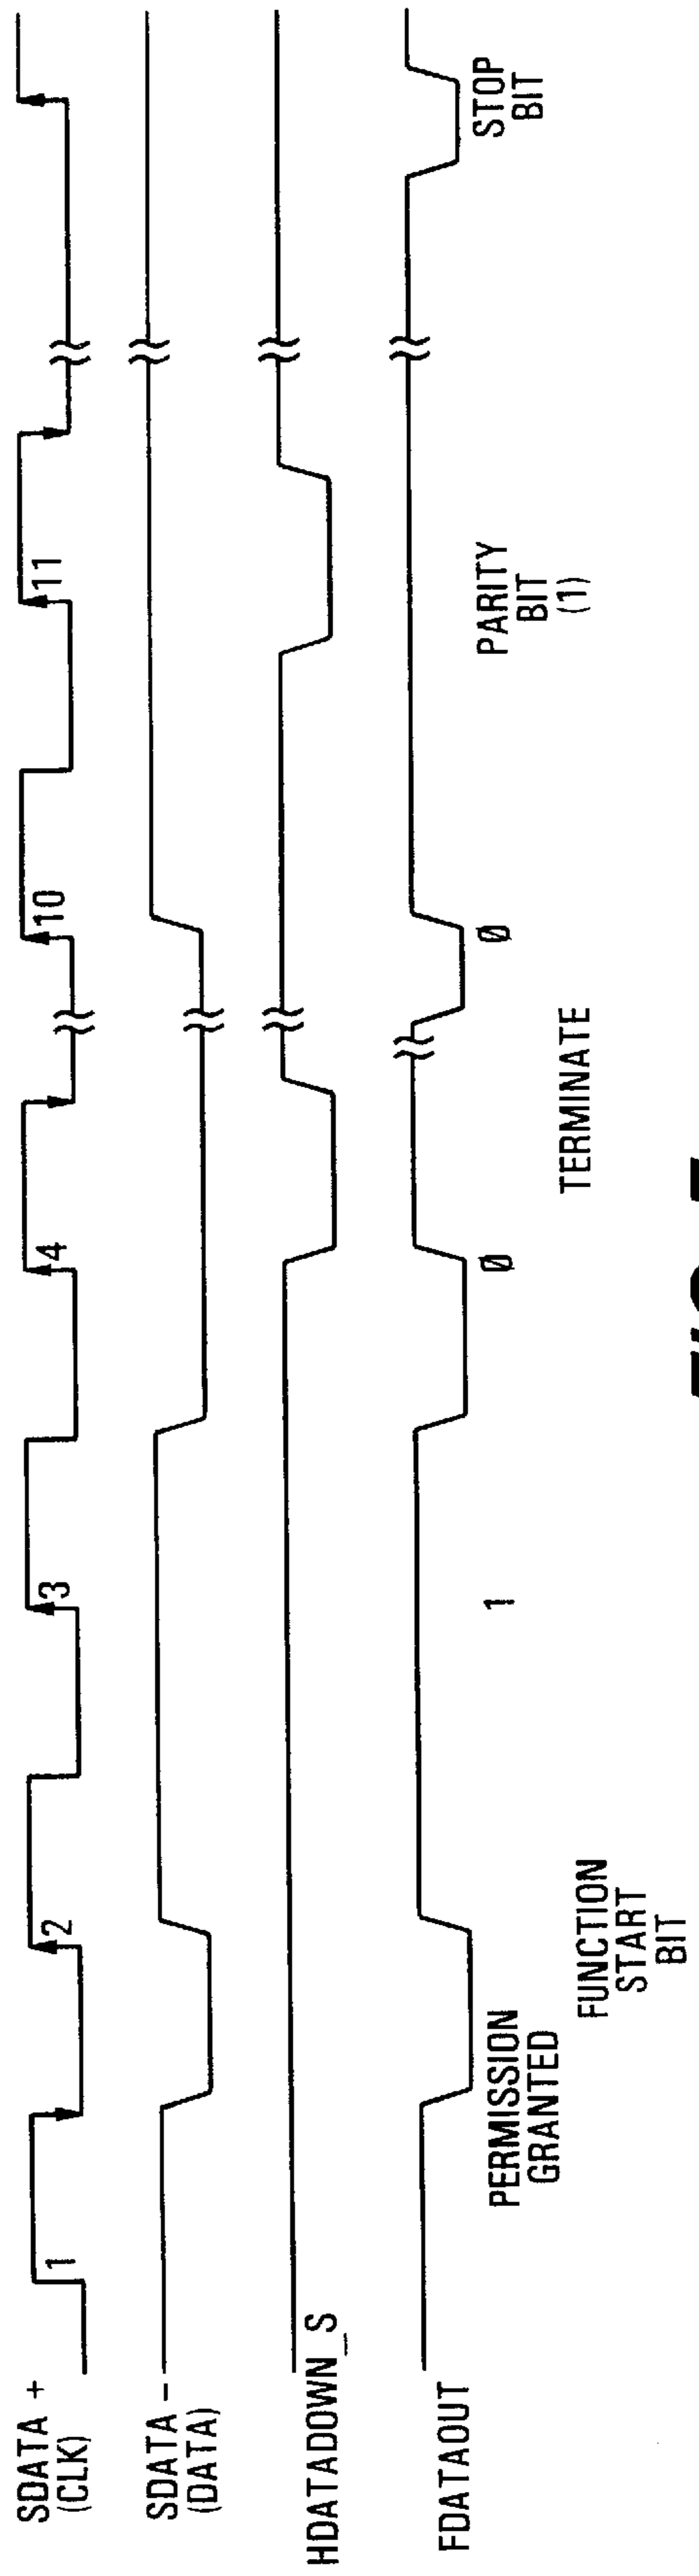 SDATA +
(CLK)
1
2
3
4
10
11
SDATA –
(DATA)
HDATADOWN_S
FDATAOUT
PERMISSION
GRANTED
FUNCTION
START
BIT
1
Ø
TERMINATE
Ø
PARITY
BIT
(1)
STOP
BIT